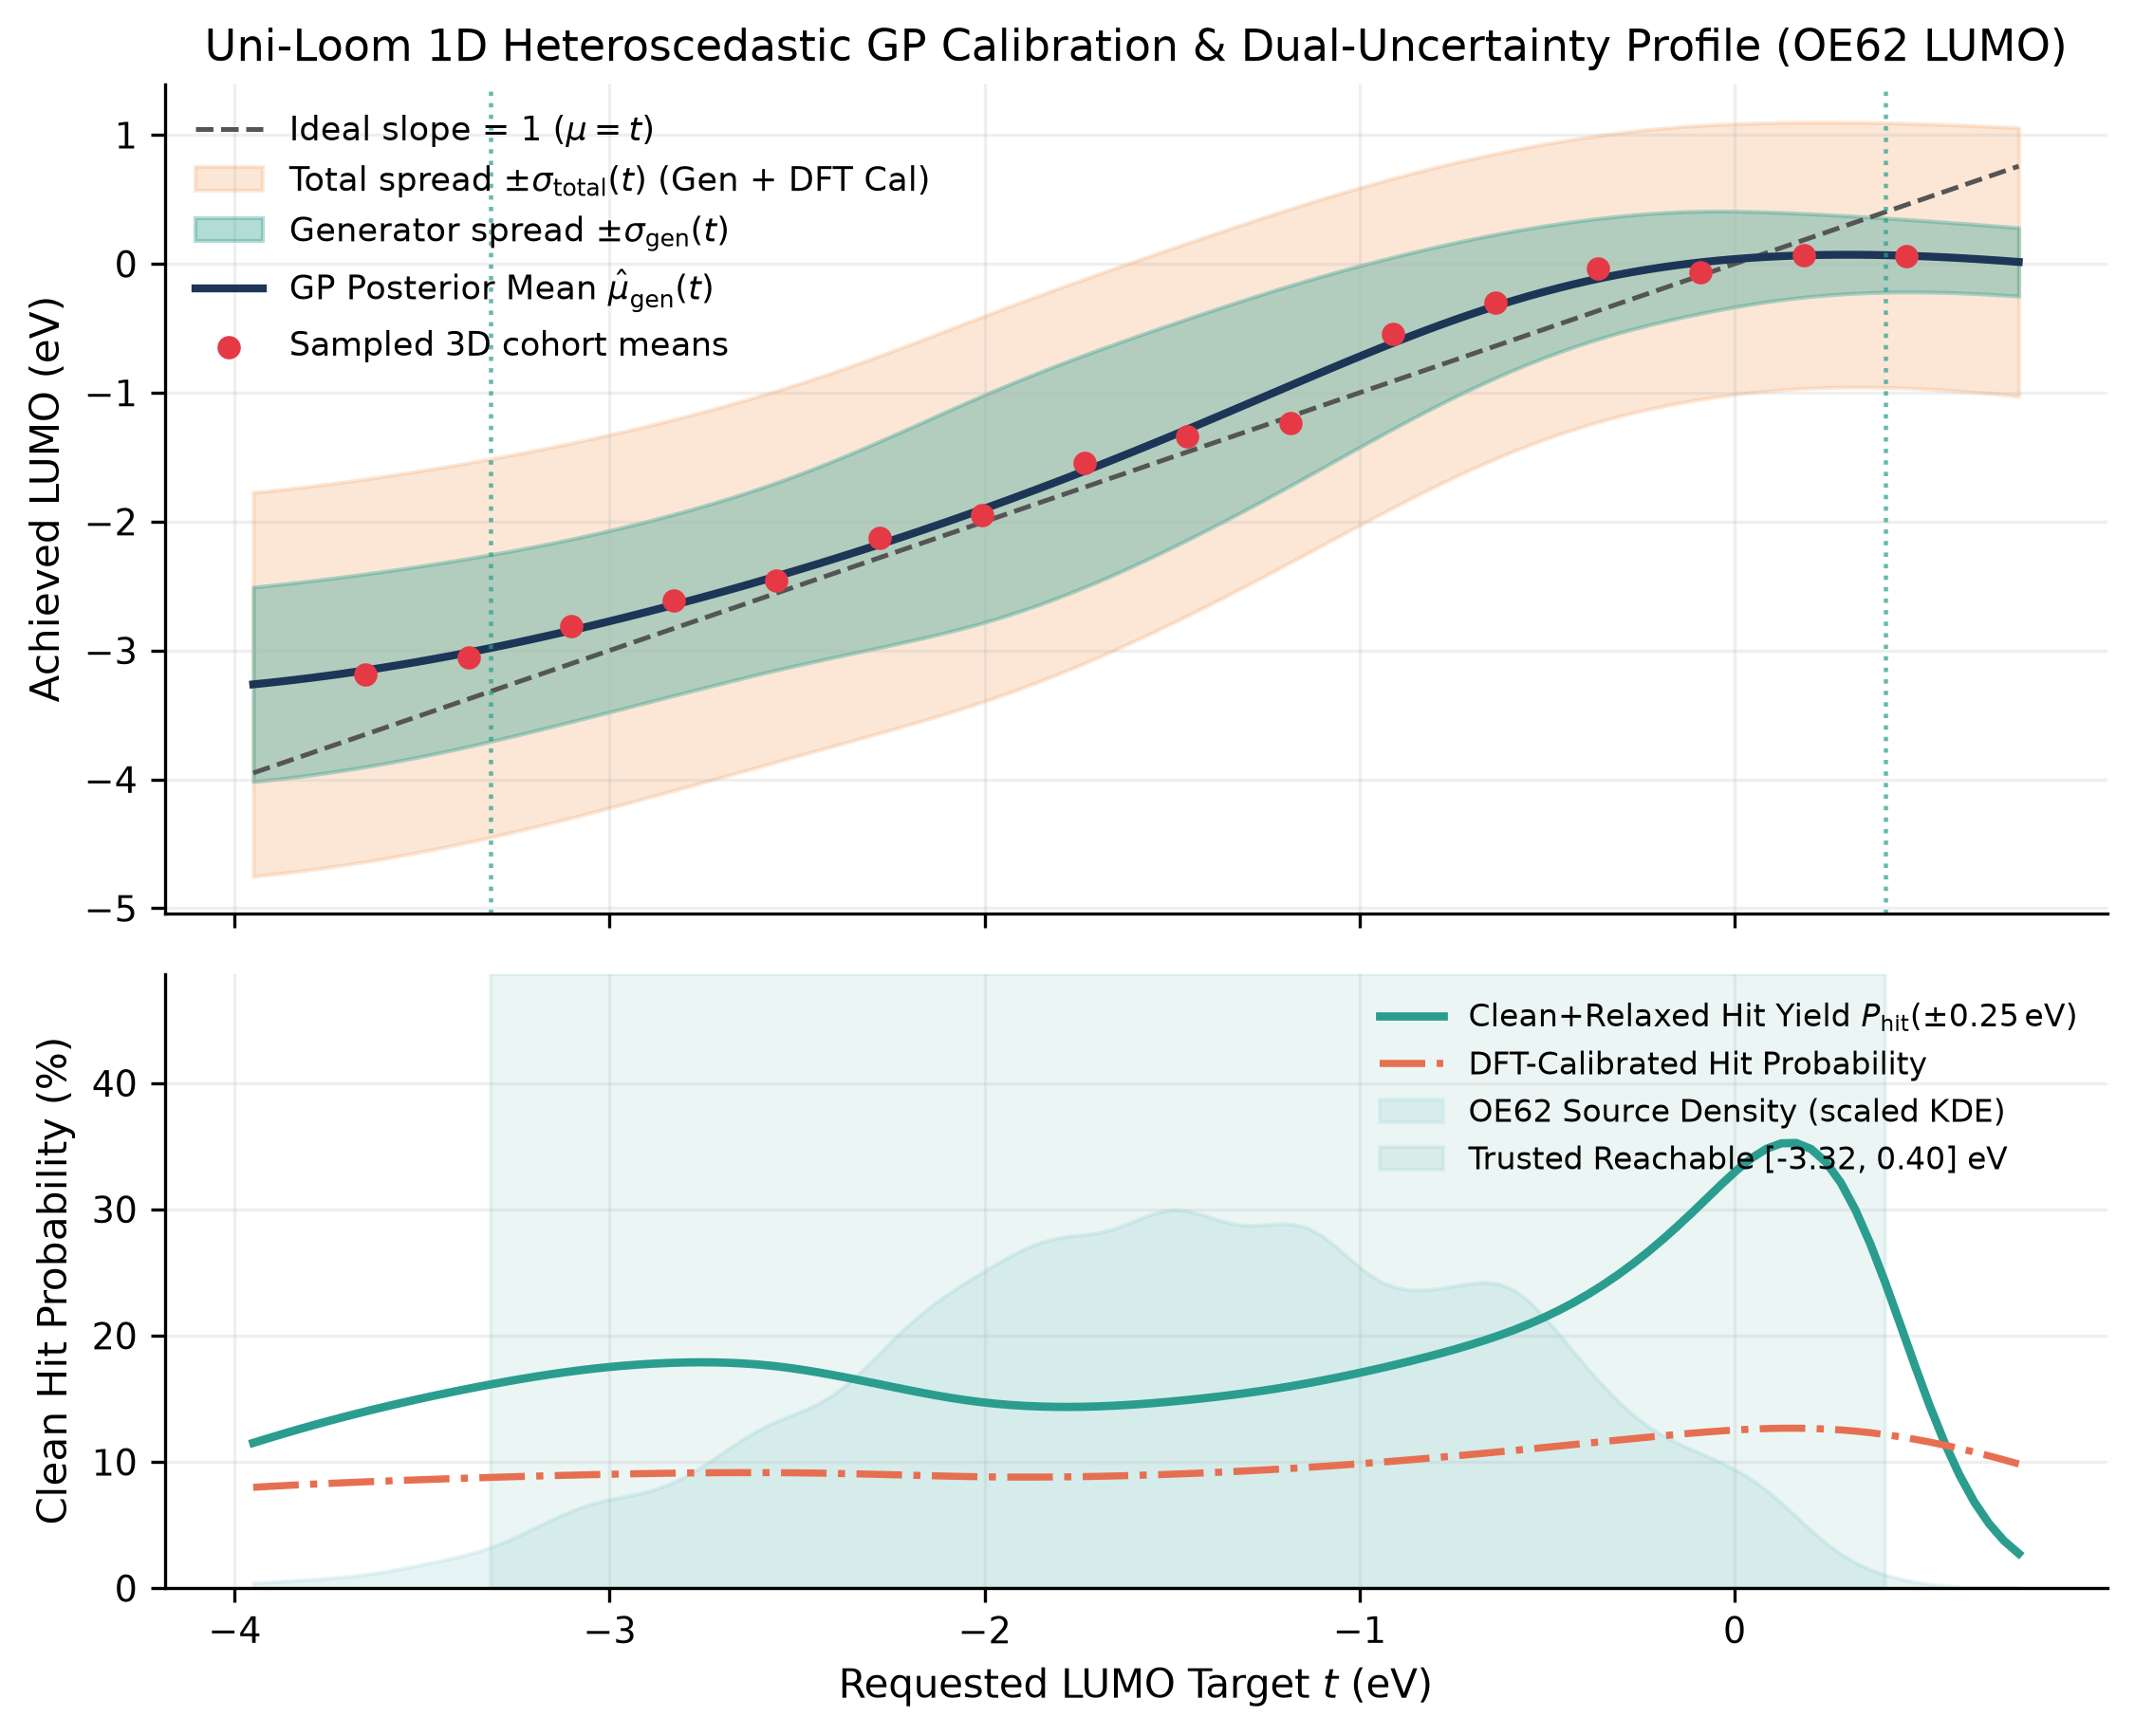 Uni-Loom 1D Heteroscedastic GP Calibration & Dual-Uncertainty Profile (OE62 LUMO)
Achieved LUMO (eV)
1
0
−1
−2
−3
−4
−5
Ideal slope = 1 (μ = t)
Total spread ±σtotal(t) (Gen + DFT Cal)
Generator spread ±σgen(t)
GP Posterior Mean μ̂gen(t)
Sampled 3D cohort means
Clean Hit Probability (%)
40
30
20
10
0
Clean+Relaxed Hit Yield Phit(±0.25 eV)
DFT-Calibrated Hit Probability
OE62 Source Density (scaled KDE)
Trusted Reachable [-3.32, 0.40] eV
−4 −3 −2 −1 0
Requested LUMO Target t (eV)